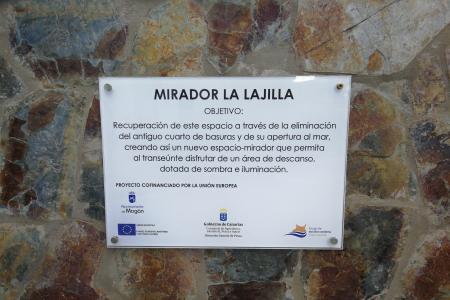 MIRADOR LA LAJILLA
OBJETIVO:
Recuperación de este espacio a través de la eliminación
del antiguo cuarto de basuras y de su apertura al mar,
creando así un nuevo espacio-mirador que permita
al transeúnte disfrutar de un área de descanso,
dotada de sombra e iluminación.
PROYECTO COFINANCIADO POR LA UNIÓN EUROPEA
de Mogán
Gobierno de Canarias